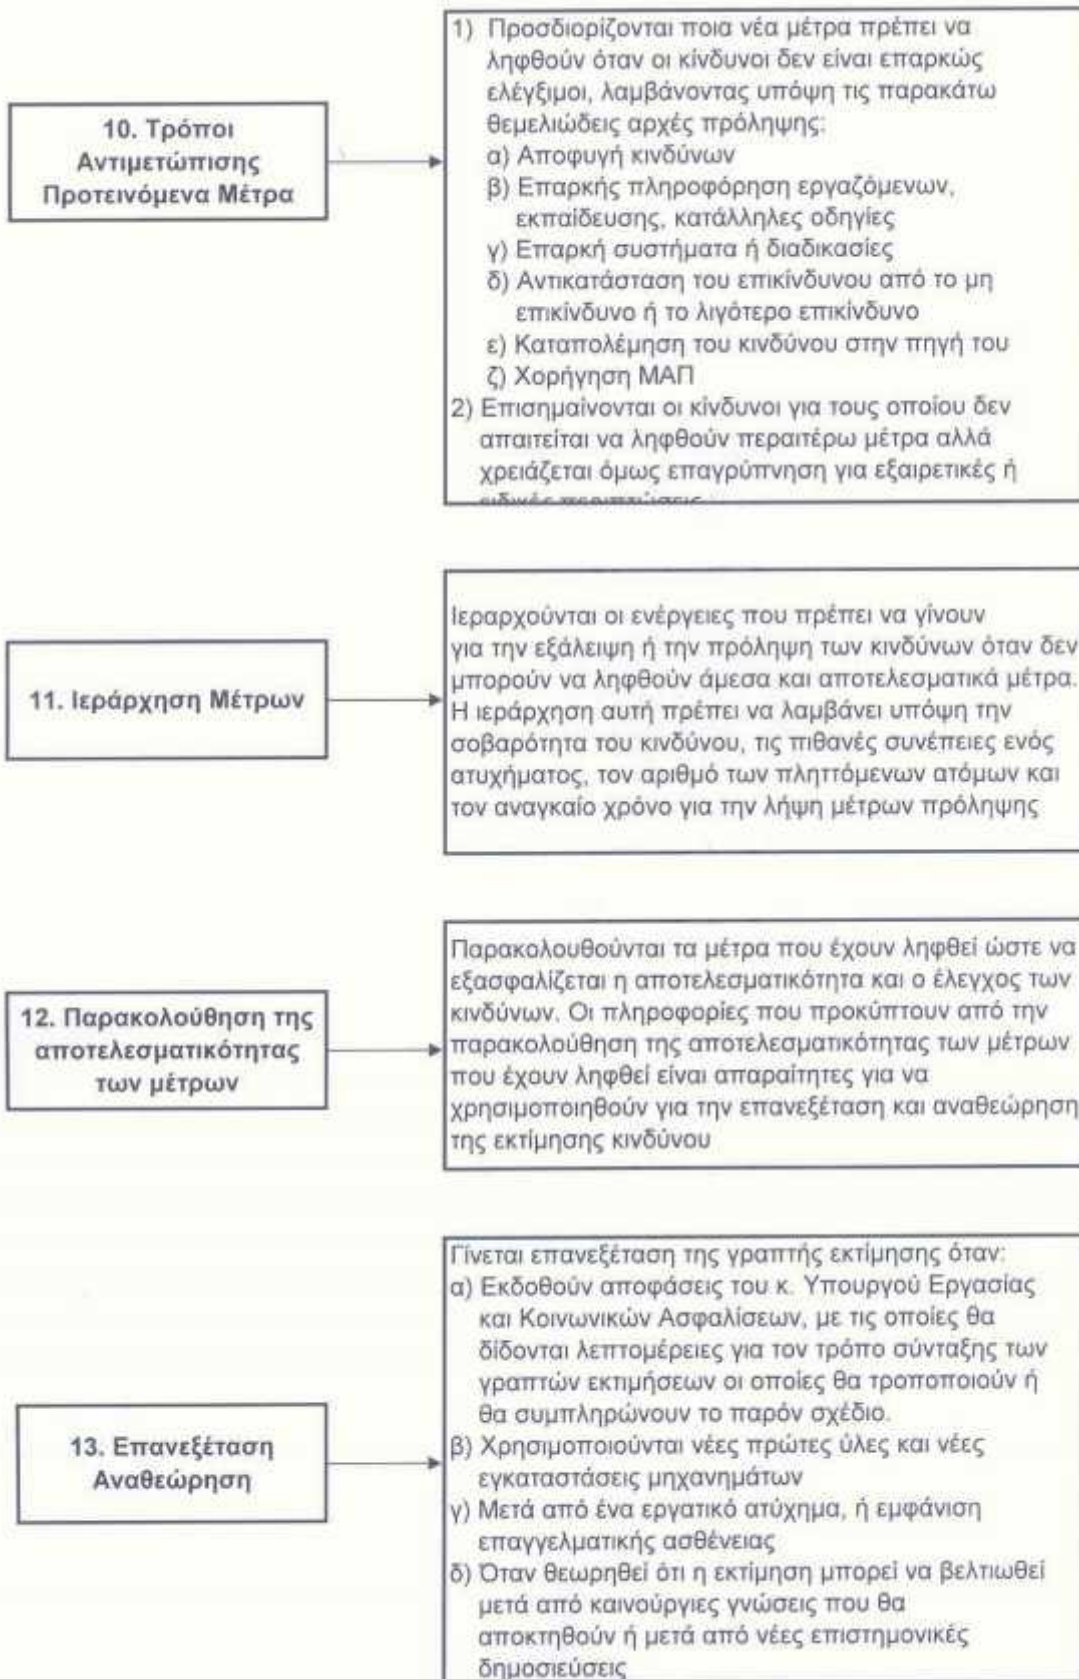 10. Τρόποι
Αντιμετώπισης
Προτεινόμενα Μέτρα
1) Προσδιορίζονται ποια νέα μέτρα πρέπει να
ληφθούν όταν οι κίνδυνοι δεν είναι επαρκώς
ελέγξιμοι, λαμβάνοντας υπόψη τις παρακάτω
θεμελιώδεις αρχές πρόληψης:
α) Αποφυγή κινδύνων
β) Επαρκής πληροφόρηση εργαζόμενων,
εκπαίδευσης, κατάλληλες οδηγίες
γ) Επαρκή συστήματα ή διαδικασίες
δ) Αντικατάσταση του επικίνδυνου από το μη
επικίνδυνο ή το λιγότερο επικίνδυνο
ε) Καταπολέμηση του κινδύνου στην πηγή του
ζ) Χορήγηση ΜΑΠ
2) Επισημαίνονται οι κίνδυνοι για τους οποίου δεν
απαιτείται να ληφθούν περαιτέρω μέτρα αλλά
χρειάζεται όμως επαγρύπνηση για εξαιρετικές ή
ειδικές περιπτώσεις
11. Ιεράρχηση Μέτρων
Ιεραρχούνται οι ενέργειες που πρέπει να γίνουν
για την εξάλειψη ή την πρόληψη των κινδύνων όταν δεν
μπορούν να ληφθούν άμεσα και αποτελεσματικά μέτρα.
Η ιεράρχηση αυτή πρέπει να λαμβάνει υπόψη την
σοβαρότητα του κινδύνου, τις πιθανές συνέπειες ενός
ατυχήματος, τον αριθμό των πληττόμενων ατόμων και
τον αναγκαίο χρόνο για την λήψη μέτρων πρόληψης
12. Παρακολούθηση της
αποτελεσματικότητας
των μέτρων
Παρακολουθούνται τα μέτρα που έχουν ληφθεί ώστε να
εξασφαλίζεται η αποτελεσματικότητα και ο έλεγχος των
κινδύνων. Οι πληροφορίες που προκύπτουν από την
παρακολούθηση της αποτελεσματικότητας των μέτρων
που έχουν ληφθεί είναι απαραίτητες για να
χρησιμοποιηθούν για την επανεξέταση και αναθεώρηση
της εκτίμησης κινδύνου
13. Επανεξέταση
Αναθεώρηση
Γίνεται επανεξέταση της γραπτής εκτίμησης όταν:
α) Εκδοθούν αποφάσεις του κ. Υπουργού Εργασίας
και Κοινωνικών Ασφαλίσεων, με τις οποίες θα
δίδονται λεπτομέρειες για τον τρόπο σύνταξης των
γραπτών εκτιμήσεων οι οποίες θα τροποποιούν ή
θα συμπληρώνουν το παρόν σχέδιο.
β) Χρησιμοποιούνται νέες πρώτες ύλες και νέες
εγκαταστάσεις μηχανημάτων
γ) Μετά από ένα εργατικό ατύχημα, ή εμφάνιση
επαγγελματικής ασθένειας
δ) Όταν θεωρηθεί ότι η εκτίμηση μπορεί να βελτιωθεί
μετά από καινούργιες γνώσεις που θα
αποκτηθούν ή μετά από νέες επιστημονικές
δημοσιεύσεις